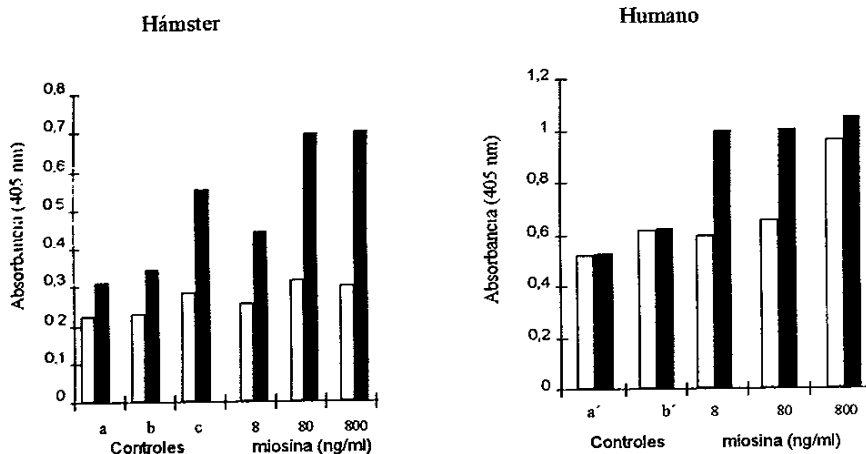 Hámster
Absorbancia (405 nm)
0,8
0,7
0,6
0,5
0,4
0,3
0,2
0,1
0
a b c 8 80 800
Controles miosina (ng/ml)
Humano
Absorbancia (405 nm)
1,2
1
0,8
0,6
0,4
0,2
0
a´ b´ 8 80 800
Controles miosina (ng/ml)